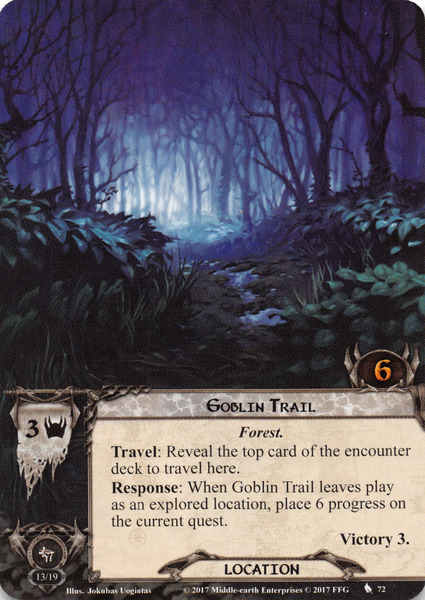 6
Goblin Trail
3
Forest.
Travel: Reveal the top card of the encounter
deck to travel here.
Response: When Goblin Trail leaves play
as an explored location, place 6 progress on
the current quest.
Victory 3.
13/19
LOCATION
Illus. Jokubas Uogintas © 2017 Middle-earth Enterprises © 2017 FFG 72